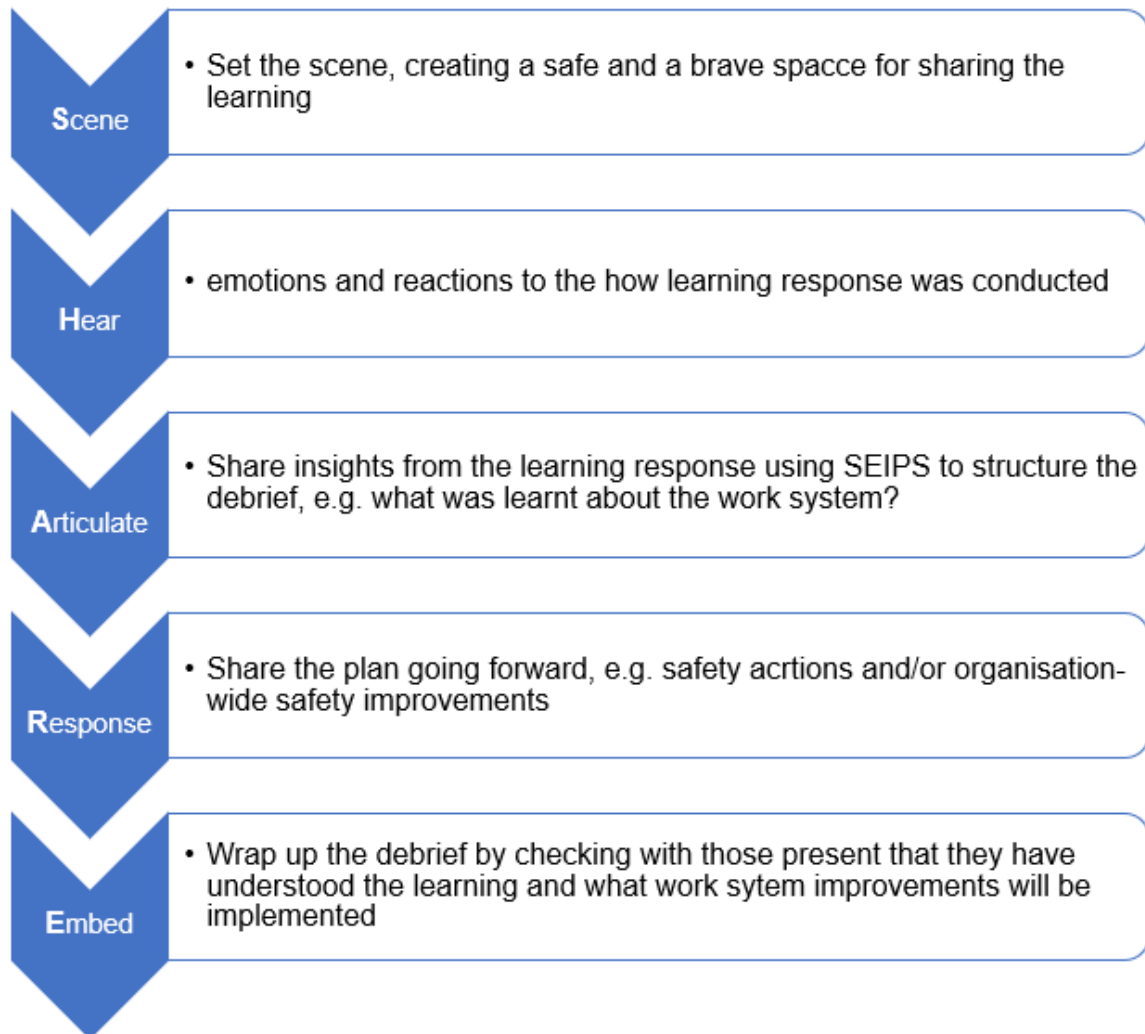 Scene
• Set the scene, creating a safe and a brave spacce for sharing the
learning
Hear
• emotions and reactions to the how learning response was conducted
Articulate
• Share insights from the learning response using SEIPS to structure the
debrief, e.g. what was learnt about the work system?
Response
• Share the plan going forward, e.g. safety acrtions and/or organisation-
wide safety improvements
Embed
• Wrap up the debrief by checking with those present that they have
understood the learning and what work sytem improvements will be
implemented